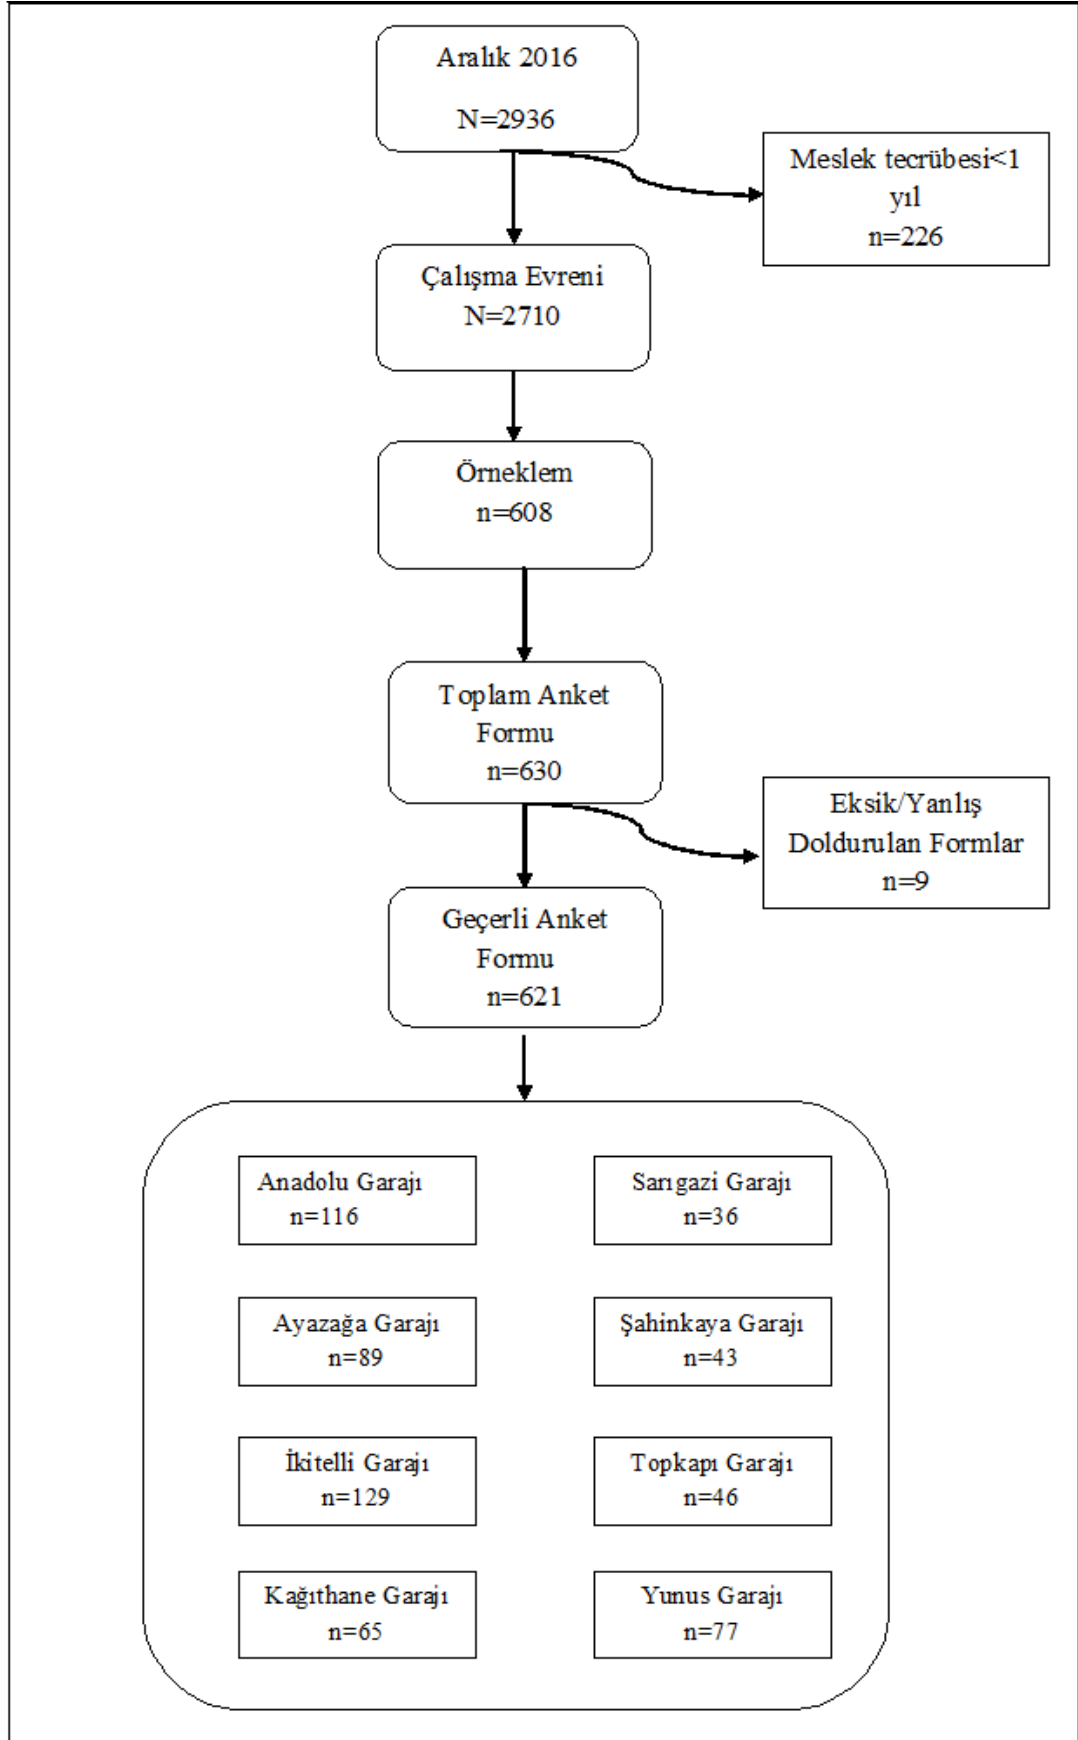 Aralık 2016
N=2936
Meslek tecrübesi<1
yıl
n=226
Çalışma Evreni
N=2710
Örneklem
n=608
Toplam Anket
Formu
n=630
Eksik/Yanlış
Doldurulan Formlar
n=9
Geçerli Anket
Formu
n=621
Anadolu Garajı
n=116
Sarıgazi Garajı
n=36
Ayazağa Garajı
n=89
Şahinkaya Garajı
n=43
İkitelli Garajı
n=129
Topkapı Garajı
n=46
Kağıthane Garajı
n=65
Yunus Garajı
n=77